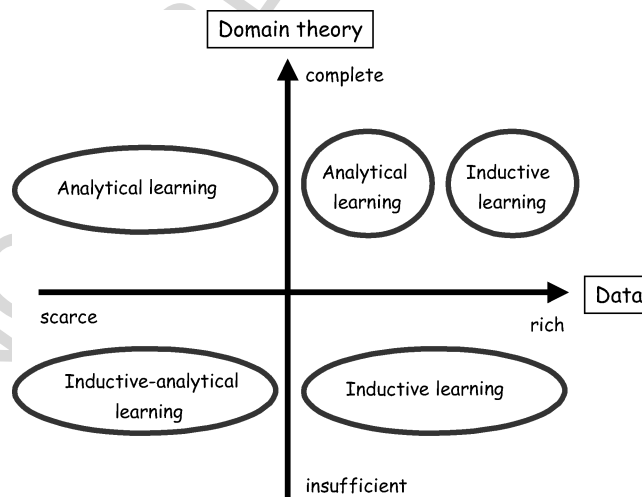 Domain theory
complete
Analytical learning
Analytical
learning
Inductive
learning
Data
scarce
rich
Inductive-analytical
learning
Inductive learning
insufficient